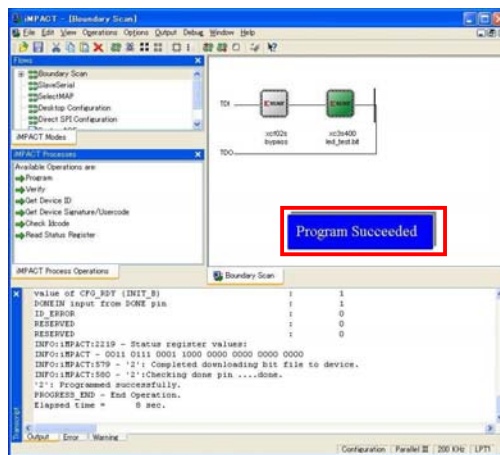 iMPACT - [Boundary Scan]
File Edit View Operations Options Output Debug Window Help
Flows
Boundary Scan
SlaveSerial
SelectMAP
Desktop Configuration
Direct SPI Configuration
iMPACT Modes
iMPACT Processes
Available Operations are:
Program
Verify
Get Device ID
Get Device Signature/Usercode
Check Idcode
Read Status Register
iMPACT Process Operations
TDI
xcf02s
bypass
xc3s400
led_test.bit
TDO
Program Succeeded
Boundary Scan
value of CFG_RDY (INIT_B) : 1
DONEIN input from DONE pin : 1
ID_ERROR : 0
RESERVED : 0
RESERVED : 0
INFO:iMPACT:2219 - Status register values:
INFO:iMPACT - 0011 0111 0001 1000 0000 0000 0000 0000
INFO:iMPACT:579 - '2': Completed downloading bit file to device.
INFO:iMPACT:580 - '2':Checking done pin ....done.
'2': Programmed successfully.
PROGRESS_END - End Operation.
Elapsed time = 8 sec.
Transcript
Output Error Warning
Configuration Parallel III 200 KHz LPT1